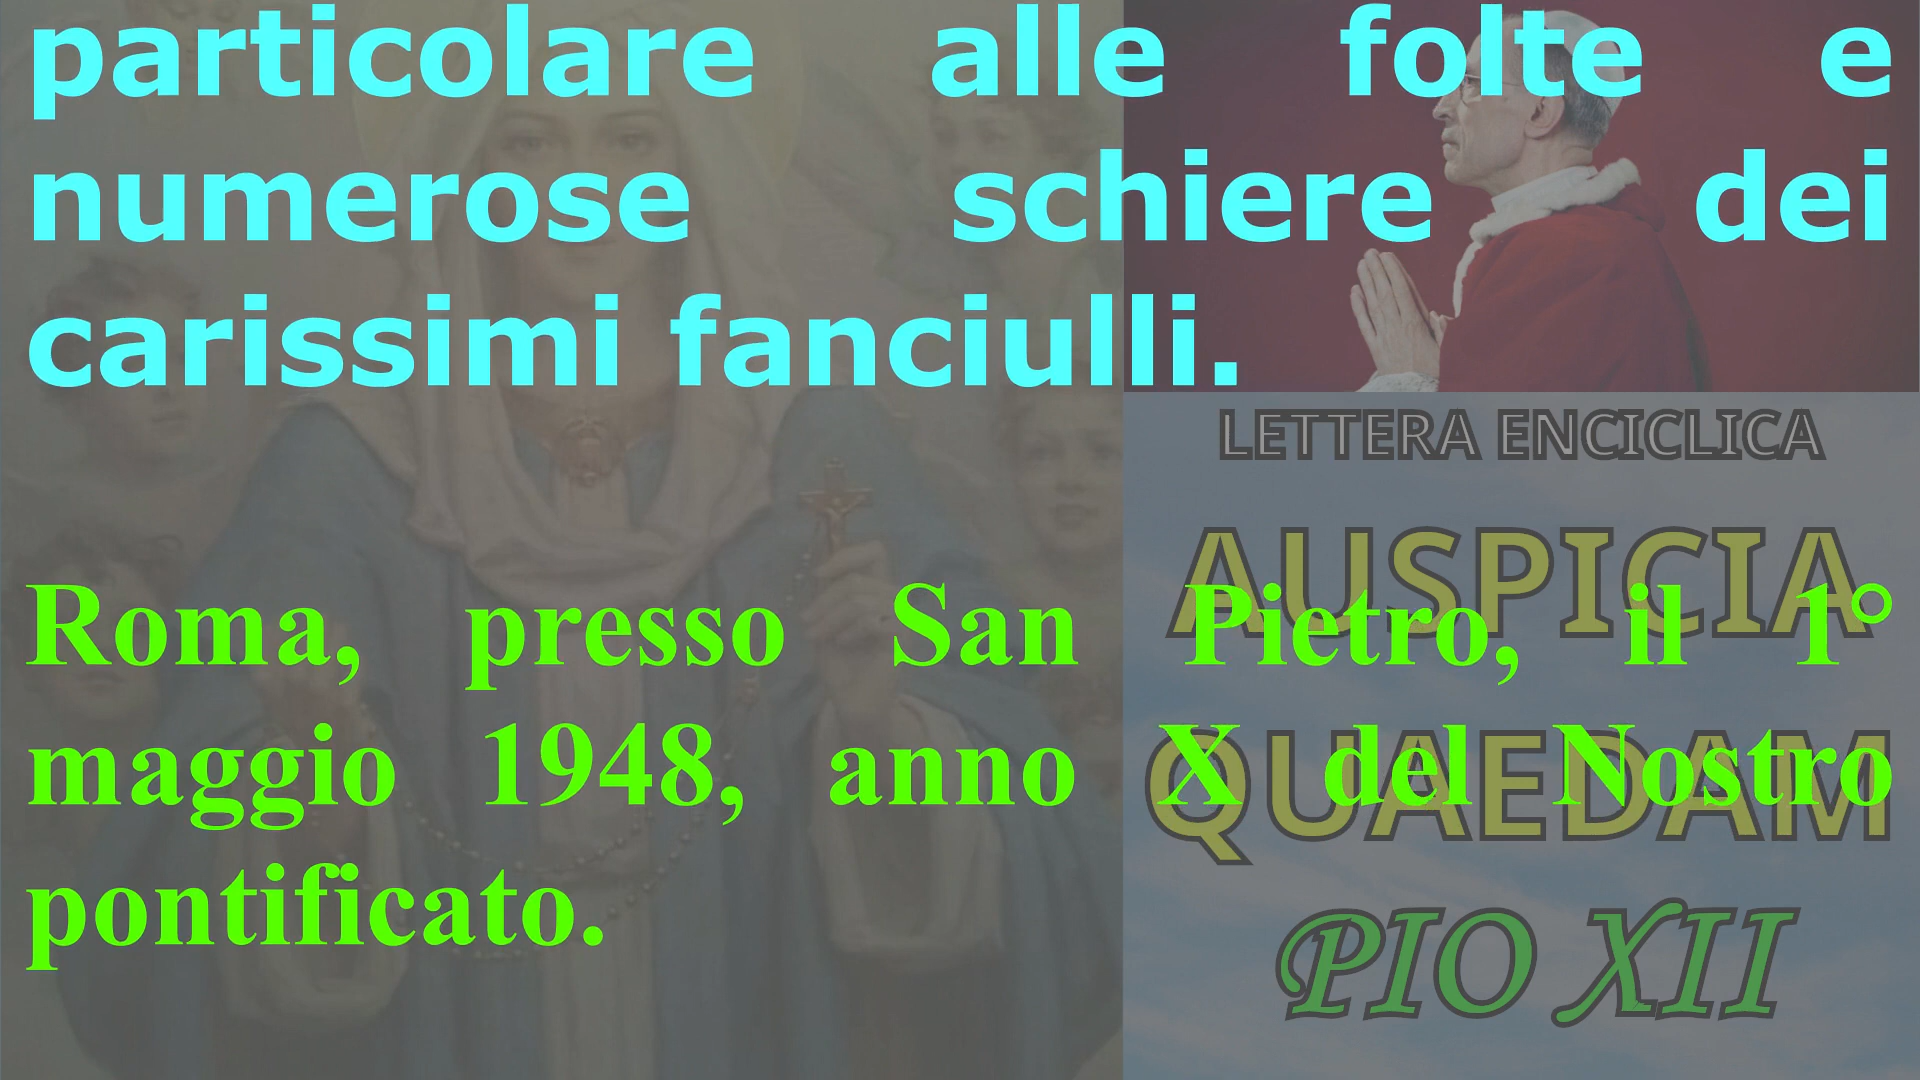 particolare alle folte e
numerose schiere dei
carissimi fanciulli.
LETTERA ENCICLICA
AUSPICIA
Roma, presso San Pietro, il 1°
QUAEDAM
maggio 1948, anno X del Nostro
pontificato.
PIO XII